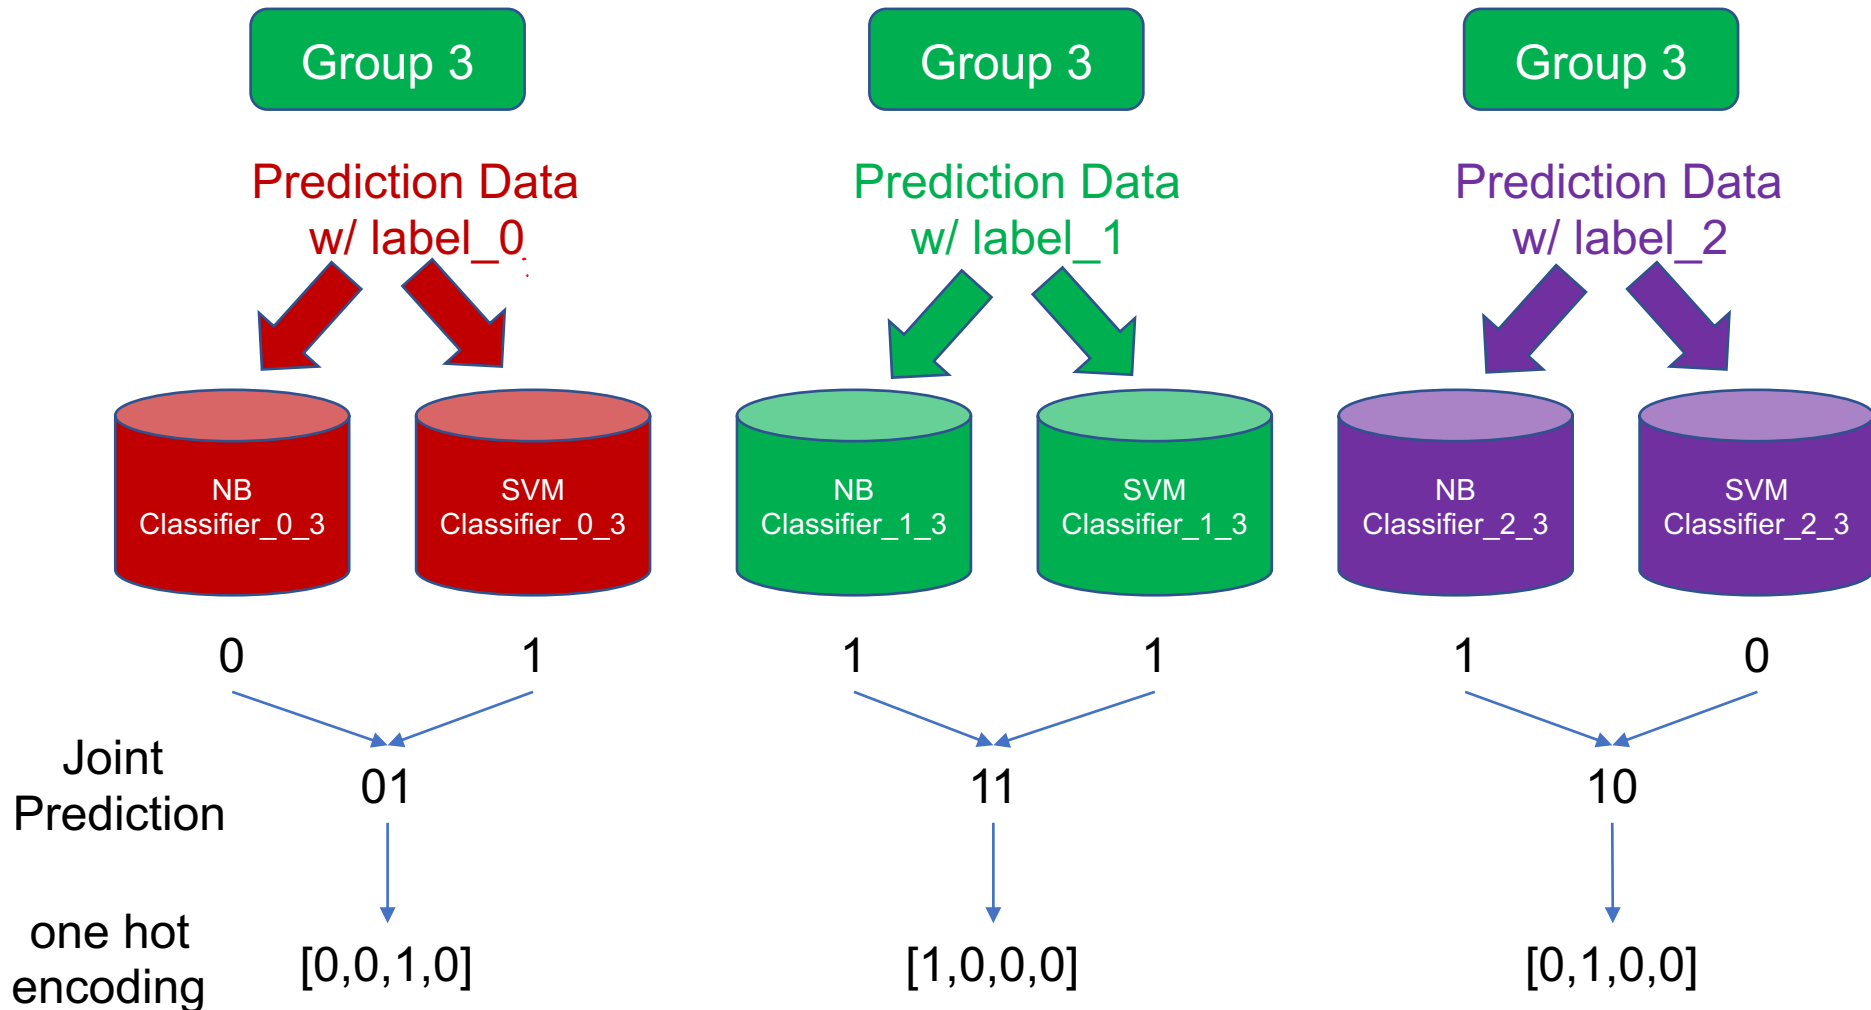 Group 3
Group 3
Group 3
Prediction Data
w/ label_0
Prediction Data
w/ label_1
Prediction Data
w/ label_2
NB
Classifier_0_3
SVM
Classifier_0_3
NB
Classifier_1_3
SVM
Classifier_1_3
NB
Classifier_2_3
SVM
Classifier_2_3
0
1
1
1
1
0
Joint
Prediction
01
11
10
one hot
encoding
[0,0,1,0]
[1,0,0,0]
[0,1,0,0]